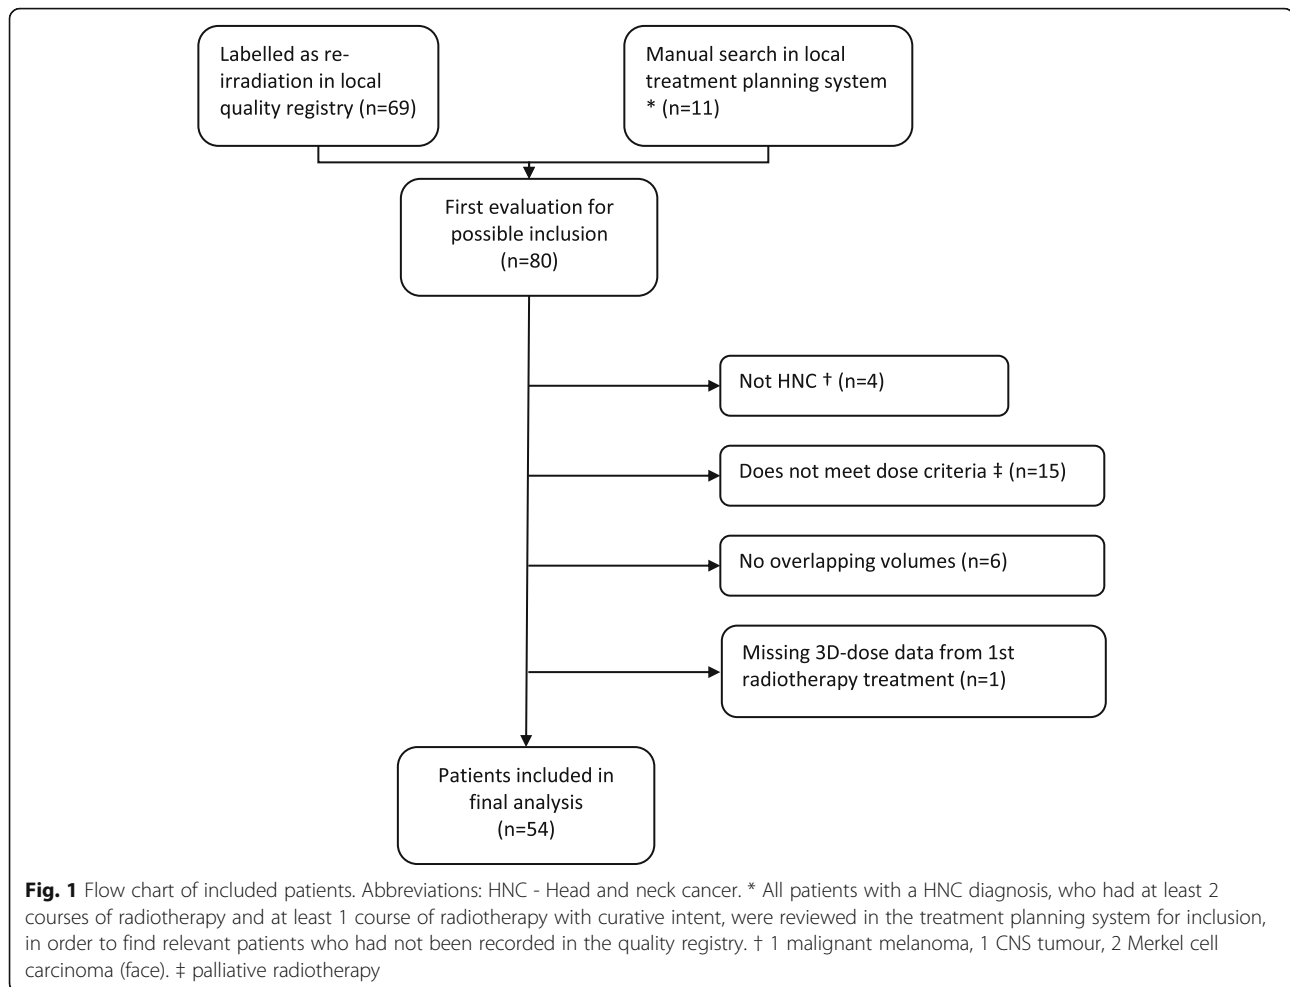 Labelled as re-
irradiation in local
quality registry (n=69)
Manual search in local
treatment planning system
* (n=11)
First evaluation for
possible inclusion
(n=80)
Not HNC † (n=4)
Does not meet dose criteria ‡ (n=15)
No overlapping volumes (n=6)
Missing 3D-dose data from 1st
radiotherapy treatment (n=1)
Patients included in
final analysis
(n=54)
Fig. 1 Flow chart of included patients. Abbreviations: HNC - Head and neck cancer. * All patients with a HNC diagnosis, who had at least 2
courses of radiotherapy and at least 1 course of radiotherapy with curative intent, were reviewed in the treatment planning system for inclusion,
in order to find relevant patients who had not been recorded in the quality registry. † 1 malignant melanoma, 1 CNS tumour, 2 Merkel cell
carcinoma (face). ‡ palliative radiotherapy